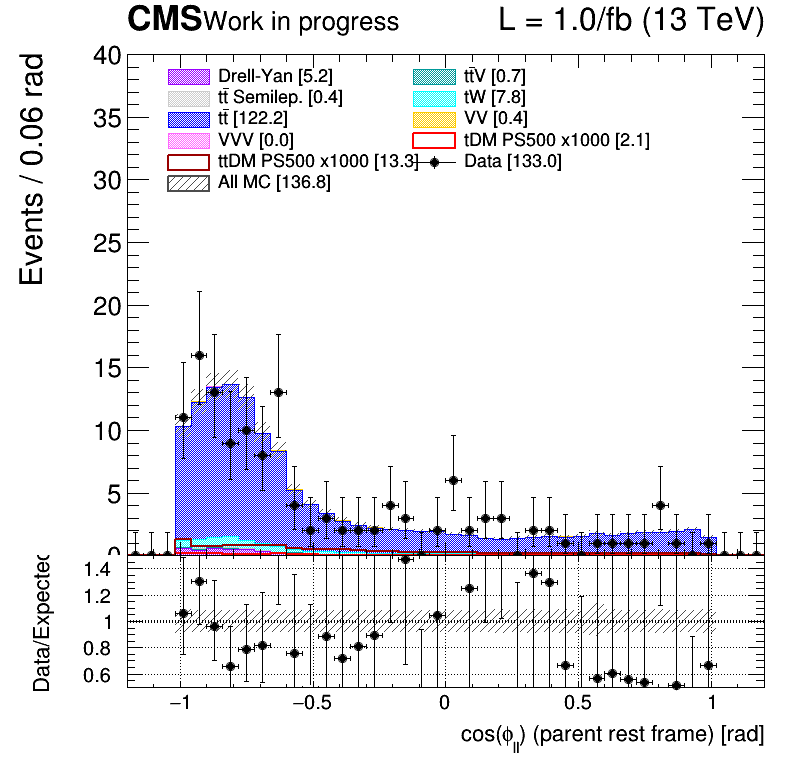 CMS Work in progress L = 1.0/fb (13 TeV)
Events / 0.06 rad
40
35
30
25
20
15
10
5
0
Drell-Yan [5.2]
tt̄ Semilep. [0.4]
tt̄ [122.2]
VVV [0.0]
ttDM PS500 x1000 [13.3]
All MC [136.8]
tt̄V [0.7]
tW [7.8]
VV [0.4]
tDM PS500 x1000 [2.1]
Data [133.0]
Data/Expected
1.4
1.2
1
0.8
0.6
−1 −0.5 0 0.5 1
cos(ϕ_ll) (parent rest frame) [rad]